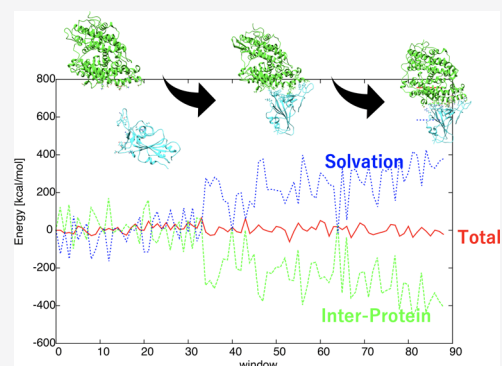 800
600
400
200
0
-200
-400
-600
Energy [kcal/mol]
Solvation
Total
Inter-Protein
0 10 20 30 40 50 60 70 80 90
window